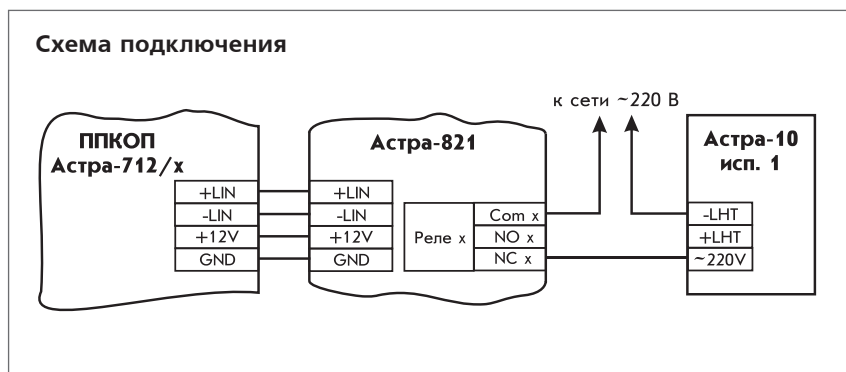 Схема подключения
к сети ~220 В
ППКОП
Астра-712/х
+LIN
-LIN
+12V
GND
Астра-821
+LIN
-LIN
+12V
GND
Реле х
Com x
NO x
NC x
Астра-10
исп. 1
-LHT
+LHT
~220V